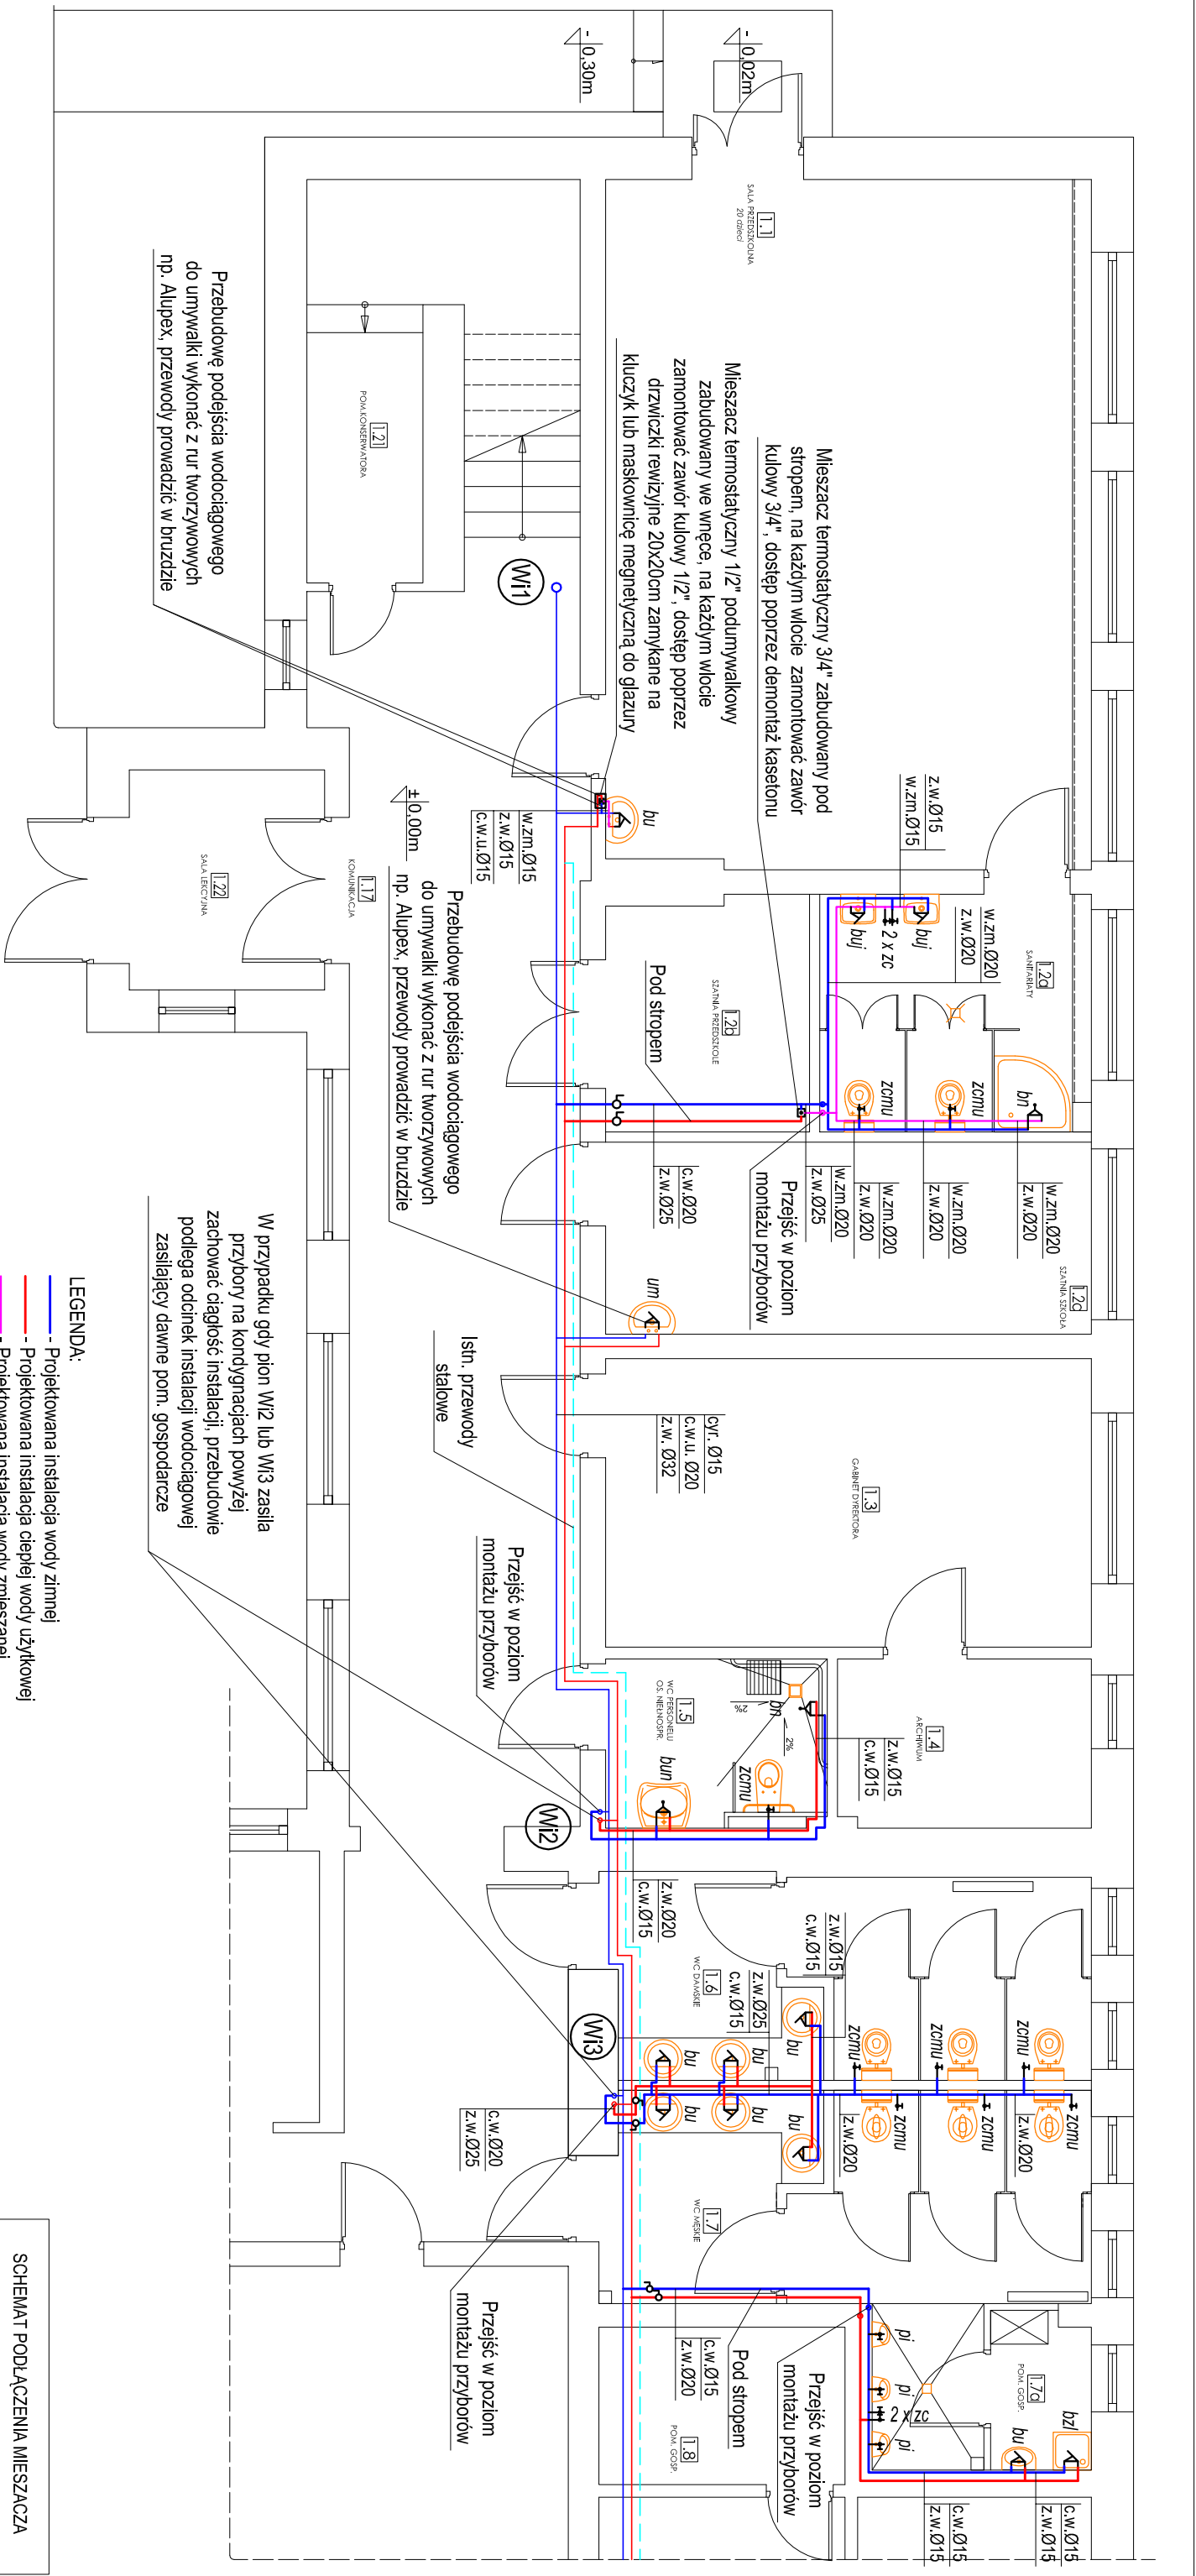 - 0,30m
- 0,02m
1.1
SALA PRZEDSZKOLNA
20 dzieci
Przebudowę podejścia wodociągowego
do umywalki wykonać z rur tworzywowych
np. Alupex, przewody prowadzić w bruzdzie
1.21
POM.KONSERWATORA
Mieszacz termostatyczny 1/2" podumywalkowy
zabudowany we wnęce, na każdym wlocie
zamontować zawór kulowy 1/2", dostęp poprzez
drzwiczki rewizyjne 20x20cm zamykane na
kluczyk lub maskownicę megnetyczną do glazury
Mieszacz termostatyczny 3/4" zabudowany pod
stropem, na każdym wlocie zamontować zawór
kulowy 3/4", dostęp poprzez demontaż kasetonu
Wi1
bu
w.zm.Ø15
z.w.Ø15
c.w.u.Ø15
z.w.Ø15
w.zm.Ø15
± 0,00m
1.17
KOMUNIKACJA
1.22
SALA LEKCYJNA
buj
2 x zc
buj
w.zm.Ø20
z.w.Ø20
1.2a
SANITARIATY
1.2b
SZATNIA PRZEDSZKOLE
Pod stropem
Przebudowę podejścia wodociągowego
do umywalki wykonać z rur tworzywowych
np. Alupex, przewody prowadzić w bruzdzie
zcmu
zcmu
bn
c.w.Ø20
z.w.Ø25
Przejść w poziom
montażu przyborów
w.zm.Ø20
z.w.Ø25
w.zm.Ø20
z.w.Ø20
w.zm.Ø20
z.w.Ø20
w.zm.Ø20
z.w.Ø20
1.2c
SZATNIA SZKOŁA
um
Istn. przewody
stalowe
cyr. Ø15
c.w.u. Ø20
z.w. Ø32
1.3
GABINET DYREKTORA
W przypadku gdy pion Wi2 lub Wi3 zasila
przybory na kondygnacjach powyżej
zachować ciągłość instalacji, przebudowie
podlega odcinek instalacji wodociągowej
zasilający dawne pom. gospodarcze
LEGENDA:
- Projektowana instalacja wody zimnej
- Projektowana instalacja ciepłej wody użytkowej
- Projektowana instalacja wody zmieszanej
Przejść w poziom
montażu przyborów
1.5
WC PERSONELU
OS. NIEŁNOSPR.
bn
2%
2%
zcmu
bun
z.w.Ø15
c.w.Ø15
1.4
ARCHIWUM
Wi2
z.w.Ø20
c.w.Ø15
1.6
WC DAMSKIE
z.w.Ø25
c.w.Ø15
z.w.Ø15
c.w.Ø15
Wi3
bu
bu
bu
bu
bu
bu
zcmu
zcmu
zcmu
zcmu
zcmu
zcmu
z.w.Ø20
z.w.Ø20
c.w.Ø20
z.w.Ø25
1.7
WC MĘSKIE
Przejść w poziom
montażu przyborów
c.w.Ø15
z.w.Ø20
Pod stropem
Przejść w poziom
montażu przyborów
1.8
POM. GOSP.
pi
pi
2 x zc
pi
1.7a
POM. GOSP.
bu
bzl
c.w.Ø15
z.w.Ø15
c.w.Ø15
z.w.Ø15
SCHEMAT PODŁĄCZENIA MIESZACZA